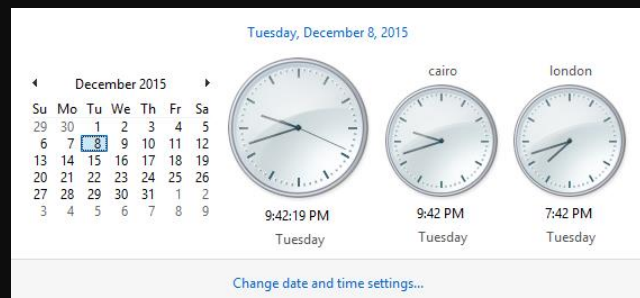 Tuesday, December 8, 2015
December 2015
Su Mo Tu We Th Fr Sa
29 30 1 2 3 4 5
6 7 8 9 10 11 12
13 14 15 16 17 18 19
20 21 22 23 24 25 26
27 28 29 30 31 1 2
3 4 5 6 7 8 9
9:42:19 PM
Tuesday
cairo
9:42 PM
Tuesday
london
7:42 PM
Tuesday
Change date and time settings...